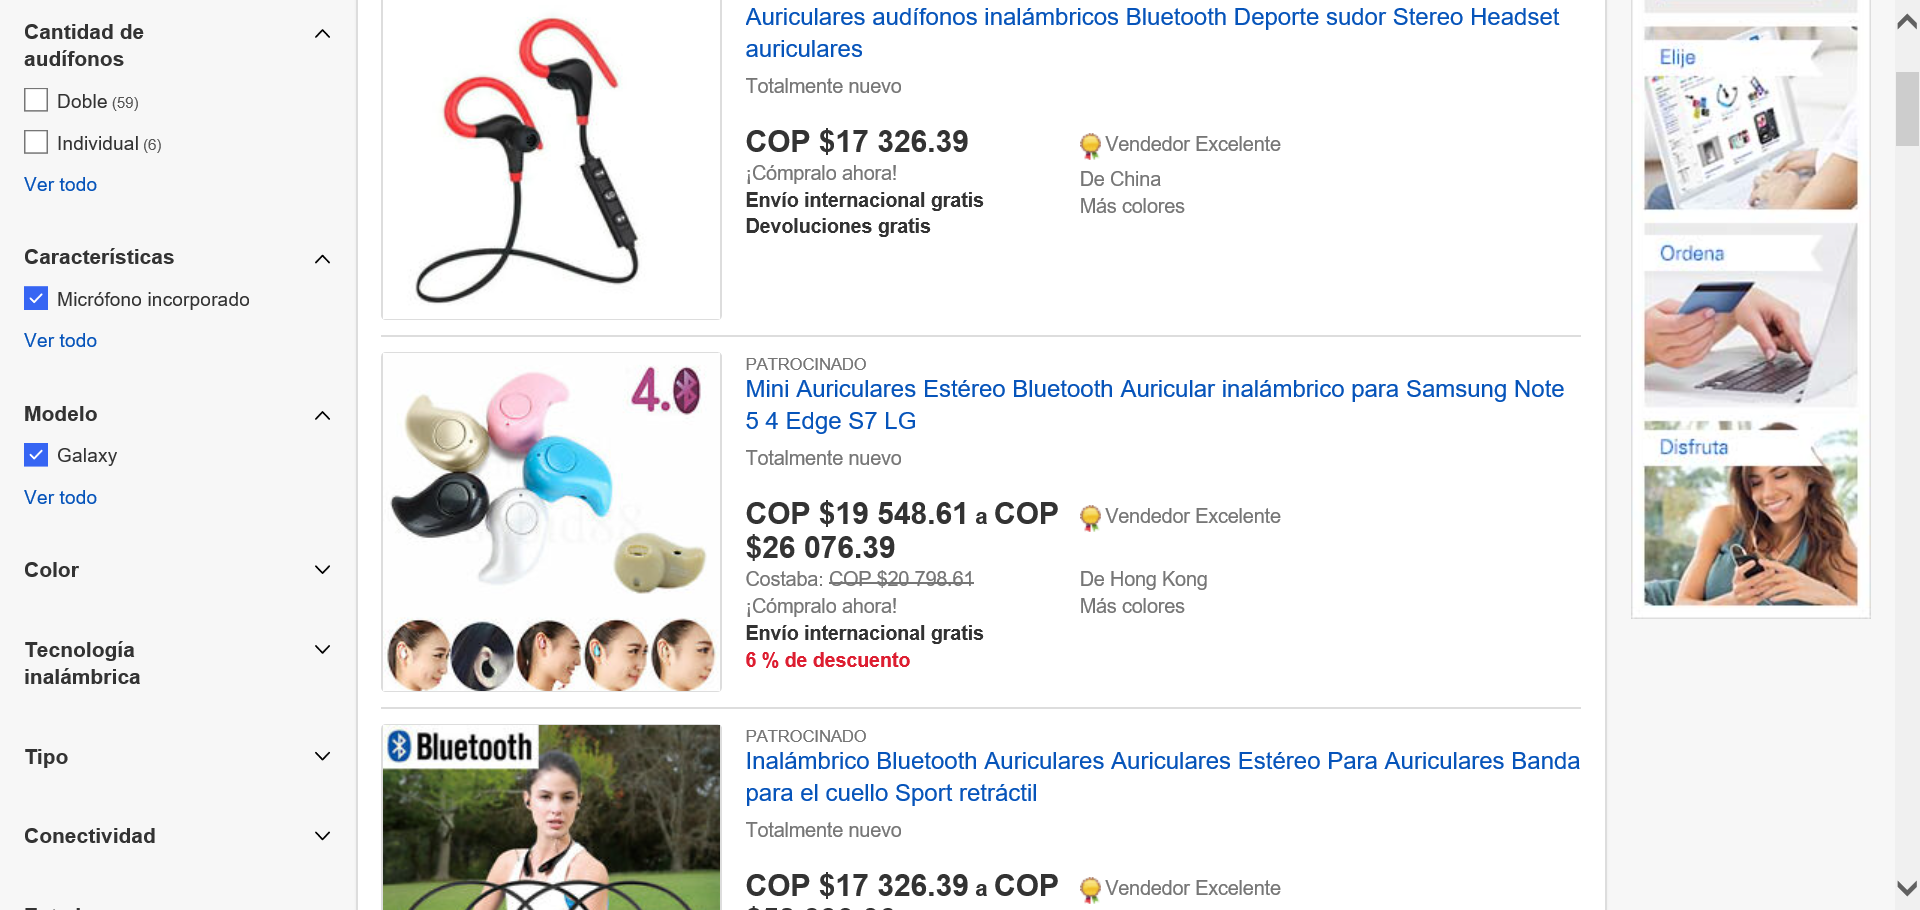 Cantidad de
audífonos
Doble (59)
Individual (6)
Ver todo
Características
Micrófono incorporado
Ver todo
Modelo
Galaxy
Ver todo
Color
Tecnología
inalámbrica
Tipo
Conectividad
Auriculares audífonos inalámbricos Bluetooth Deporte sudor Stereo Headset
auriculares
Totalmente nuevo
COP $17 326.39
¡Cómpralo ahora!
Envío internacional gratis
Devoluciones gratis
Vendedor Excelente
De China
Más colores
4.0
PATROCINADO
Mini Auriculares Estéreo Bluetooth Auricular inalámbrico para Samsung Note
5 4 Edge S7 LG
Totalmente nuevo
COP $19 548.61 a COP
$26 076.39
Costaba: COP $20 798.61
¡Cómpralo ahora!
Envío internacional gratis
6 % de descuento
Vendedor Excelente
De Hong Kong
Más colores
Bluetooth
PATROCINADO
Inalámbrico Bluetooth Auriculares Auriculares Estéreo Para Auriculares Banda
para el cuello Sport retráctil
Totalmente nuevo
COP $17 326.39 a COP
Vendedor Excelente
Elije
Ordena
Disfruta